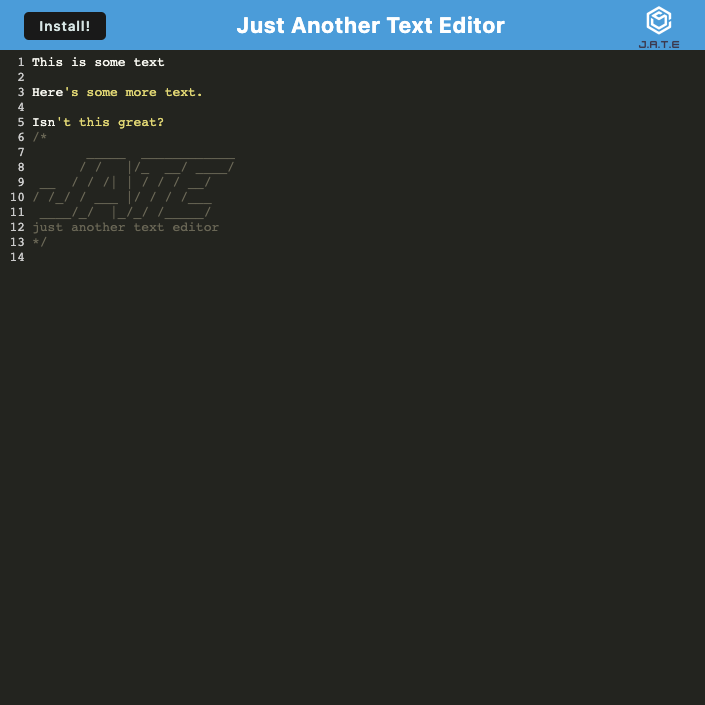 Install!
Just Another Text Editor
J.A.T.E
1 This is some text
2
3 Here's some more text.
4
5 Isn't this great?
6 /*
7        _____  ____________
8       / /   |/_  __/ ____/
9  __  / / /| | / / / __/
10 / /_/ / ___ |/ / / /___
11  ____/_/  |_/_/ /_____/
12 just another text editor
13 */
14